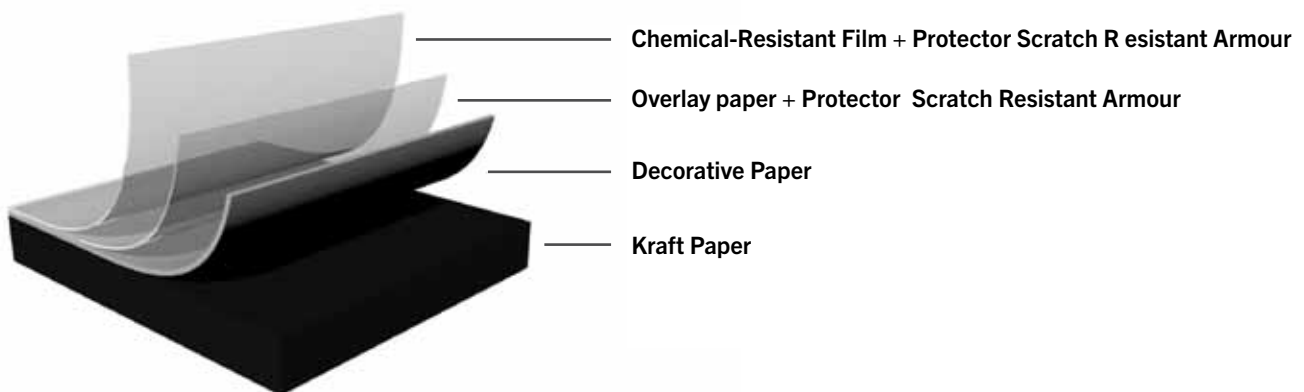 Chemical-Resistant Film + Protector Scratch R esistant Armour
Overlay paper + Protector Scratch Resistant Armour
Decorative Paper
Kraft Paper